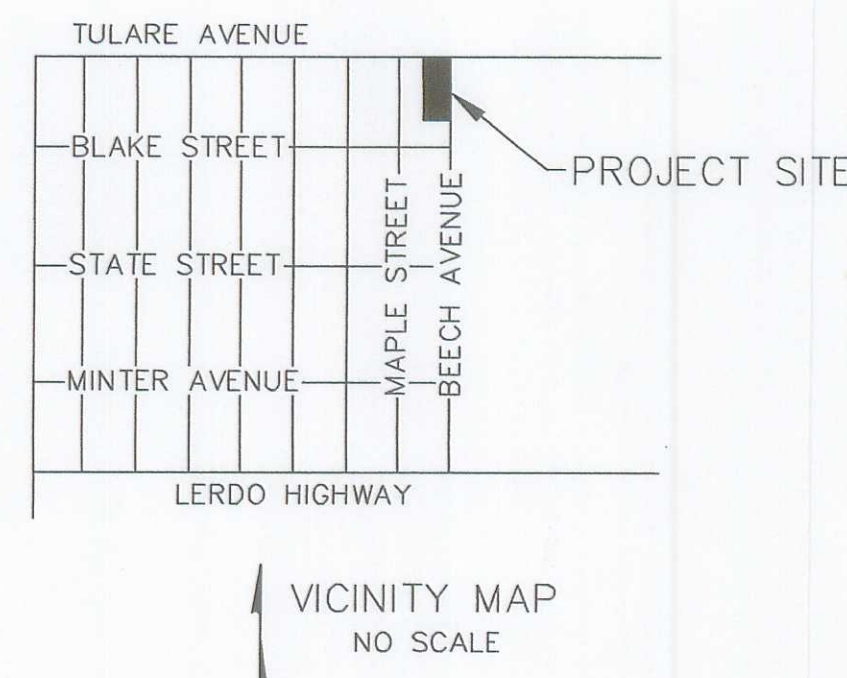 TULARE AVENUE
BLAKE STREET
PROJECT SITE
STATE STREET
MAPLE STREET
BEECH AVENUE
MINTER AVENUE
LERDO HIGHWAY
VICINITY MAP
NO SCALE